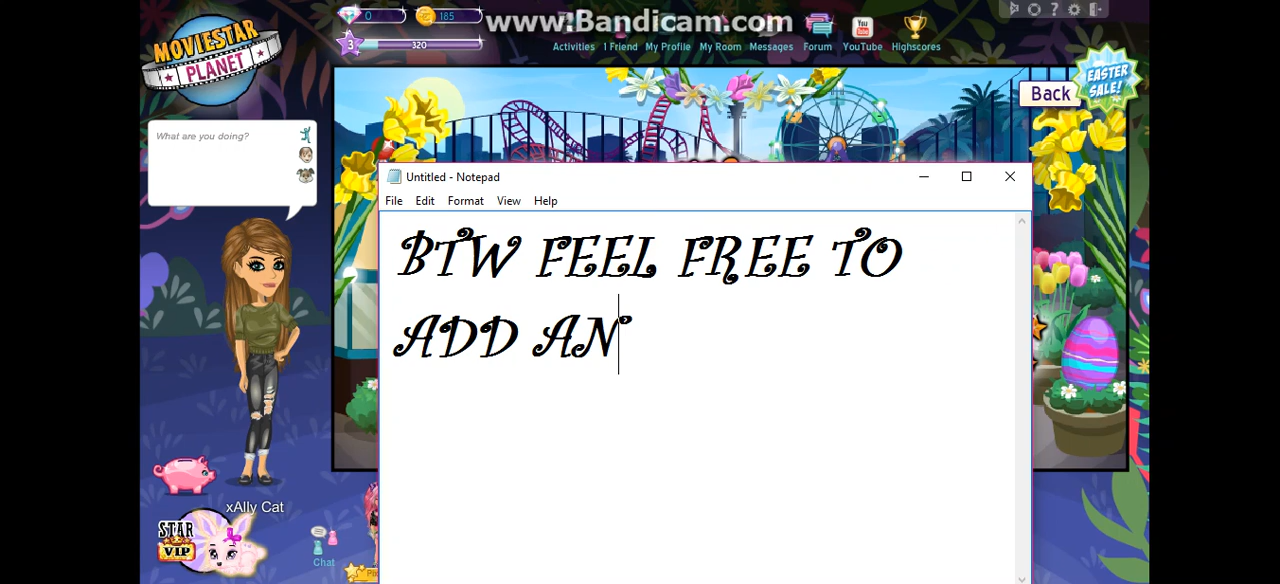 www.Bandicam.com
MOVIESTAR
PLANET
0
185
3
320
Activities
1 Friend
My Profile
My Room
Messages
Forum
YouTube
Highscores
You
Tube
EASTER
SALE!
Back
What are you doing?
Untitled - Notepad
File Edit Format View Help
BTW FEEL FREE TO
ADD AN
xAlly Cat
STAR
VIP
Chat